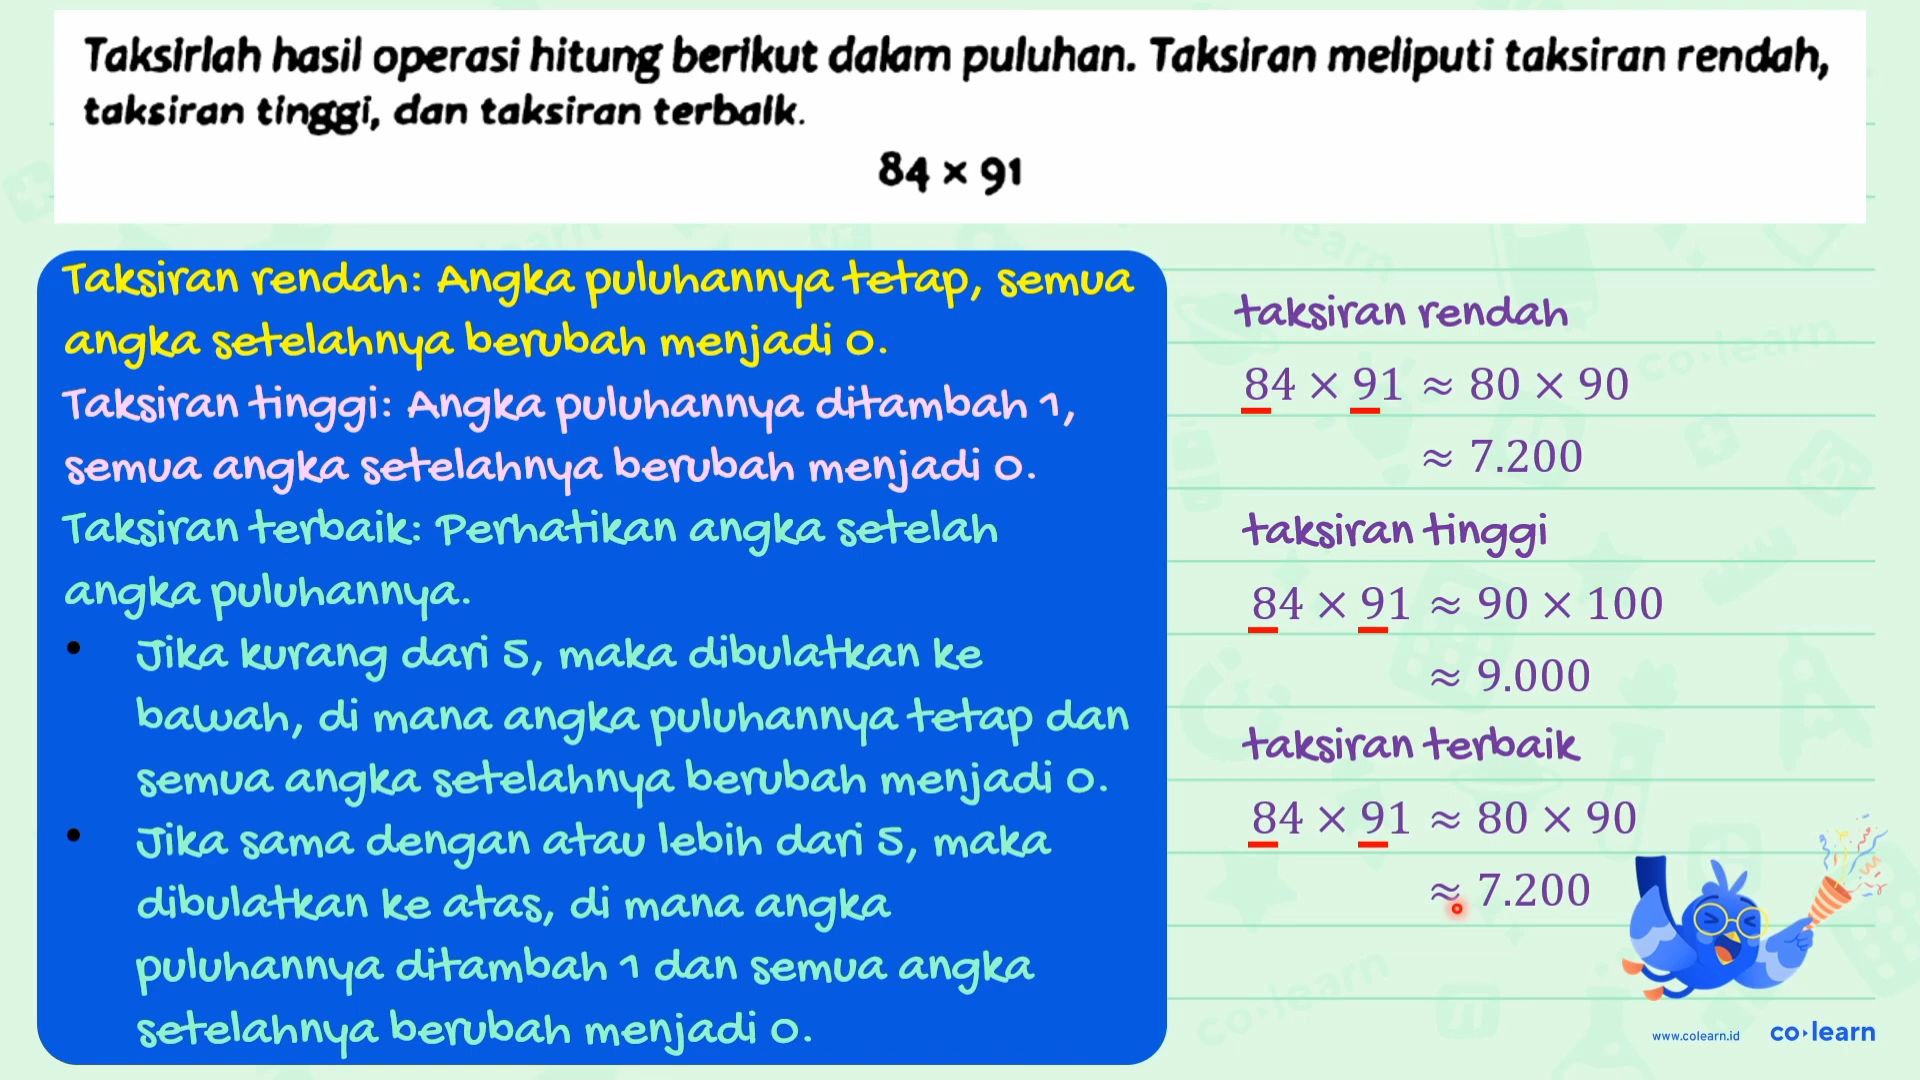 Taksirlah hasil operasi hitung berikut dalam puluhan. Taksiran meliputi taksiran rendah,
taksiran tinggi, dan taksiran terbaik.
84 × 91
Taksiran rendah: Angka puluhannya tetap, semua
angka setelahnya berubah menjadi 0.
Taksiran tinggi: Angka puluhannya ditambah 1,
semua angka setelahnya berubah menjadi 0.
Taksiran terbaik: Perhatikan angka setelah
angka puluhannya.
• Jika kurang dari 5, maka dibulatkan ke
bawah, di mana angka puluhannya tetap dan
semua angka setelahnya berubah menjadi 0.
• Jika sama dengan atau lebih dari 5, maka
dibulatkan ke atas, di mana angka
puluhannya ditambah 1 dan semua angka
setelahnya berubah menjadi 0.
taksiran rendah
84 × 91 ≈ 80 × 90
≈ 7.200
taksiran tinggi
84 × 91 ≈ 90 × 100
≈ 9.000
taksiran terbaik
84 × 91 ≈ 80 × 90
≈ 7.200
www.colearn.id co·learn